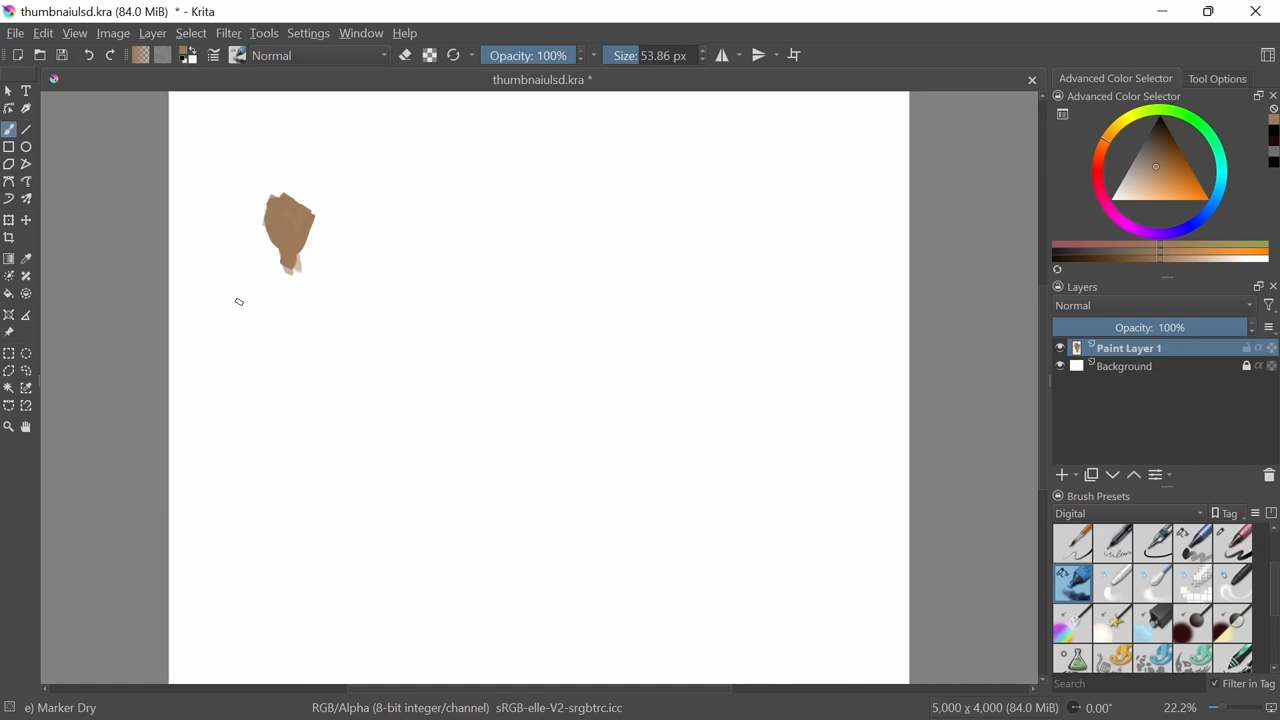 thumbnaiulsd.kra (84.0 MiB) * - Krita
File Edit View Image Layer Select Filter Tools Settings Window Help
Normal Opacity: 100% Size: 53.86 px
thumbnaiulsd.kra *
Advanced Color Selector Tool Options
Advanced Color Selector
Layers
Normal
Opacity: 100%
Paint Layer 1
Background
Brush Presets
Digital Tag
Search Filter in Tag
e) Marker Dry RGB/Alpha (8-bit integer/channel) sRGB-elle-V2-srgbtrc.icc 5,000 x 4,000 (84.0 MiB) 0.00° 22.2%